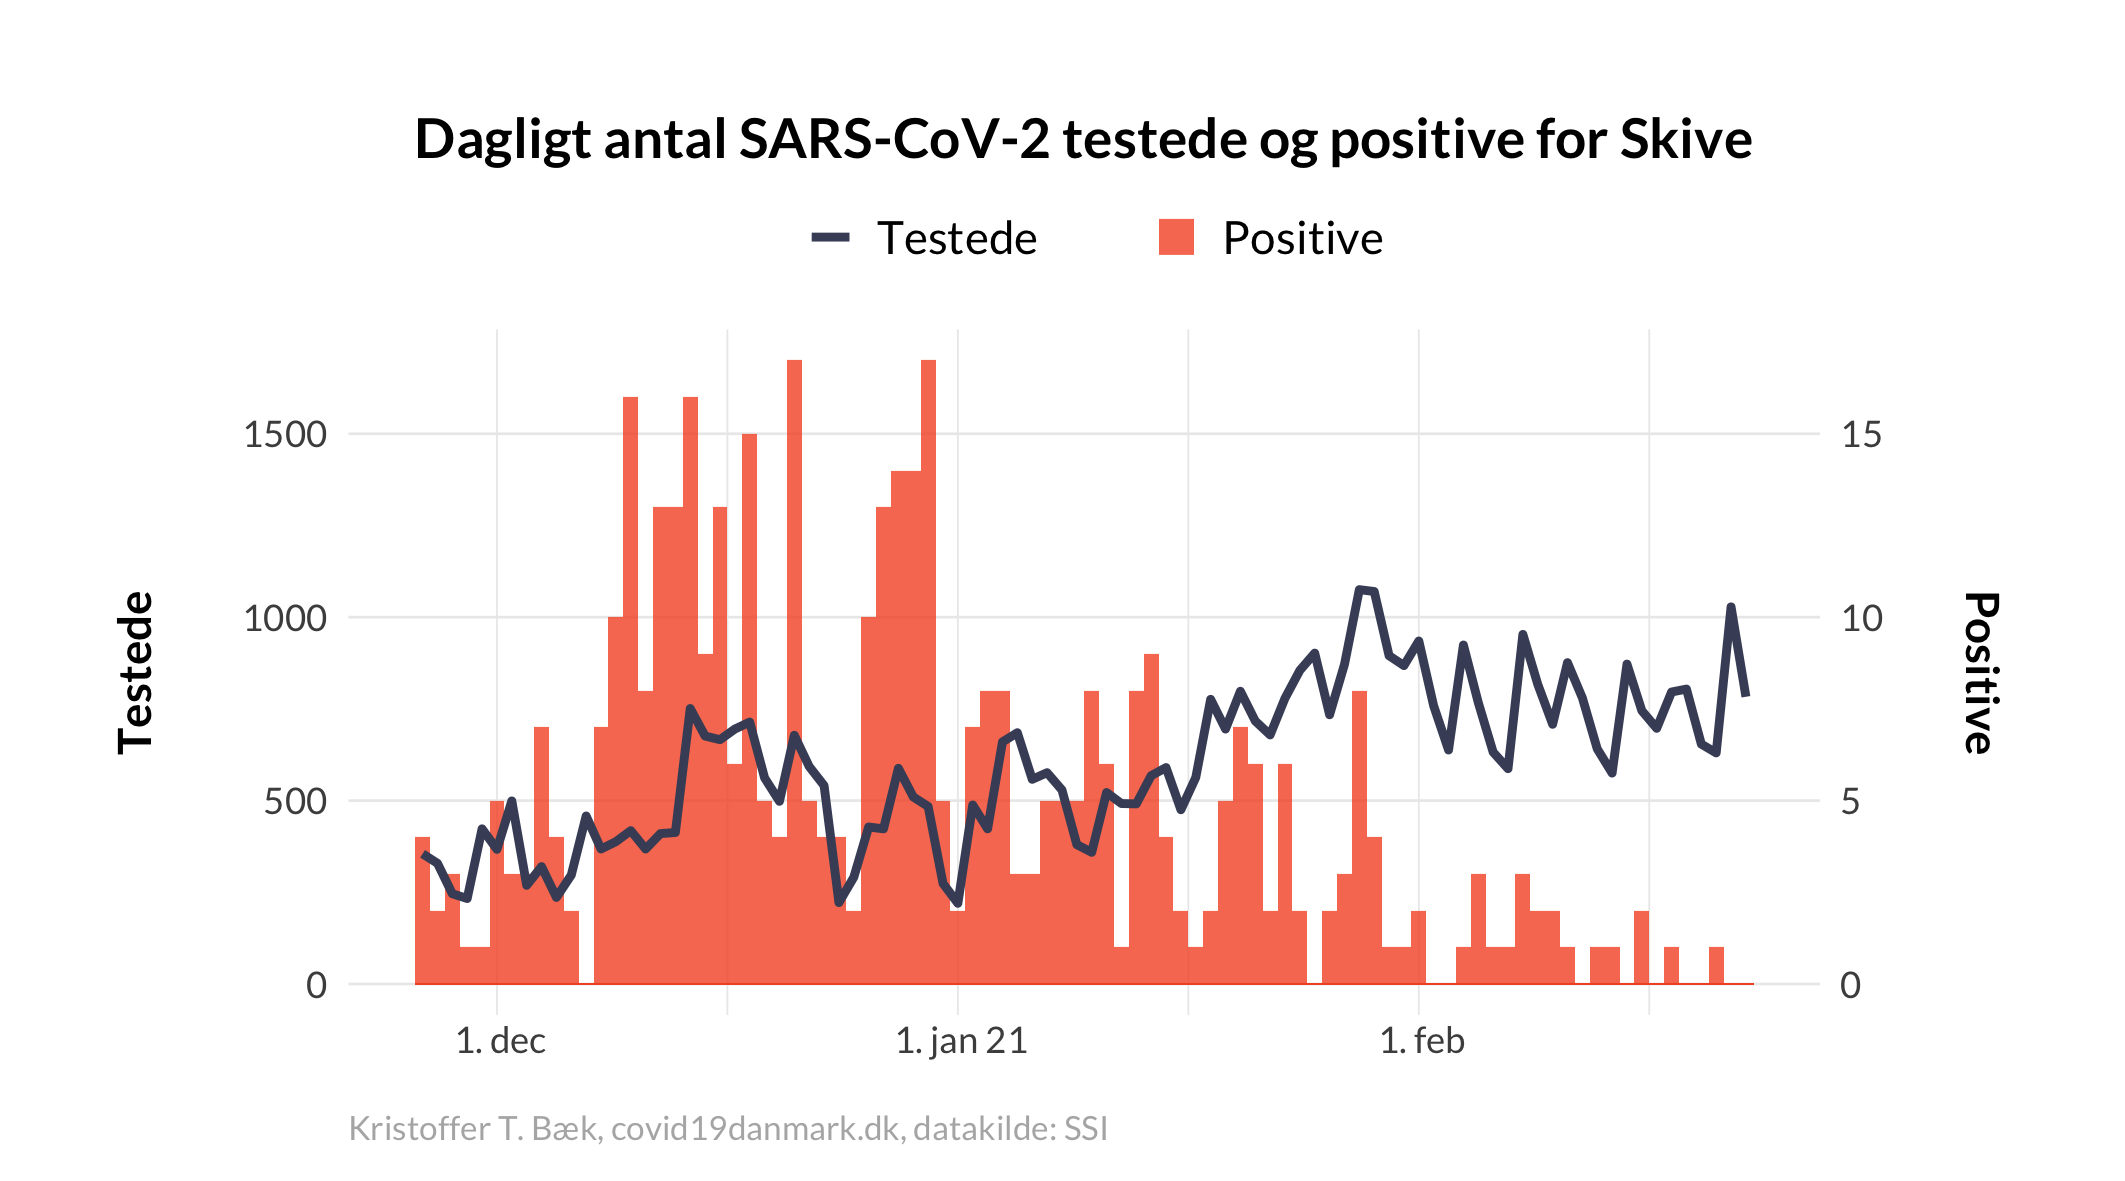 Dagligt antal SARS-CoV-2 testede og positive for Skive
Testede
Positive
1500
1000
500
0
Testede
15
10
5
0
Positive
1. dec
1. jan 21
1. feb
Kristoffer T. Bæk, covid19danmark.dk, datakilde: SSI